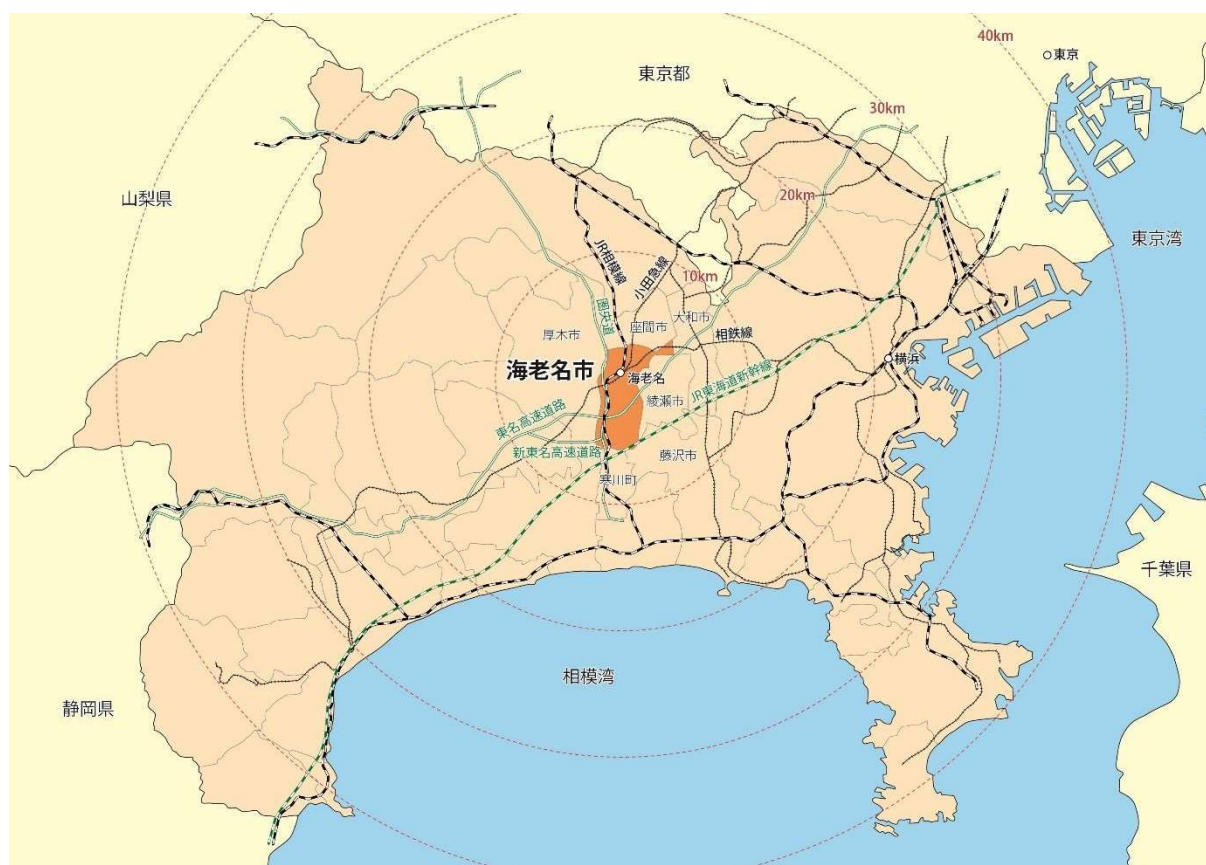 40km
東京
東京都
30km
山梨県
20km
東京湾
JR相模線
小田急線
10km
圏央道
厚木市
座間市
大和市
相鉄線
海老名市
海老名
横浜
JR東海道新幹線
綾瀬市
東名高速道路
新東名高速道路
藤沢市
寒川町
千葉県
相模湾
静岡県